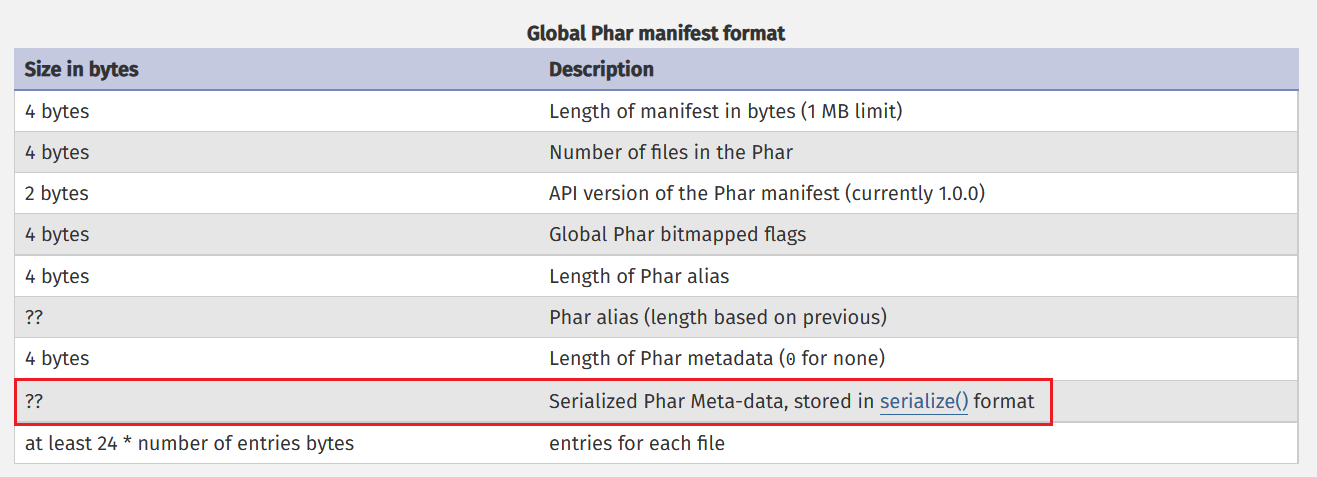 Global Phar manifest format
Size in bytes Description
4 bytes Length of manifest in bytes (1 MB limit)
4 bytes Number of files in the Phar
2 bytes API version of the Phar manifest (currently 1.0.0)
4 bytes Global Phar bitmapped flags
4 bytes Length of Phar alias
?? Phar alias (length based on previous)
4 bytes Length of Phar metadata (0 for none)
?? Serialized Phar Meta-data, stored in serialize() format
at least 24 * number of entries bytes entries for each file